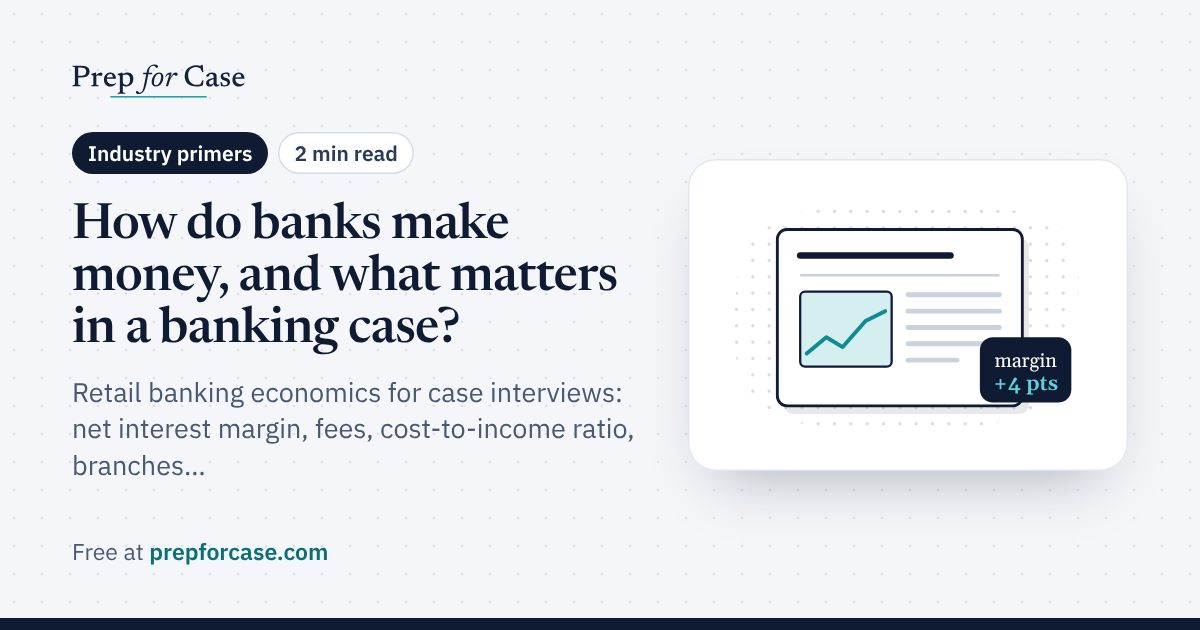 Prep for Case
Industry primers
2 min read
How do banks make
money, and what matters
in a banking case?
Retail banking economics for case interviews:
net interest margin, fees, cost-to-income ratio,
branches...
margin
+4 pts
Free at prepforcase.com